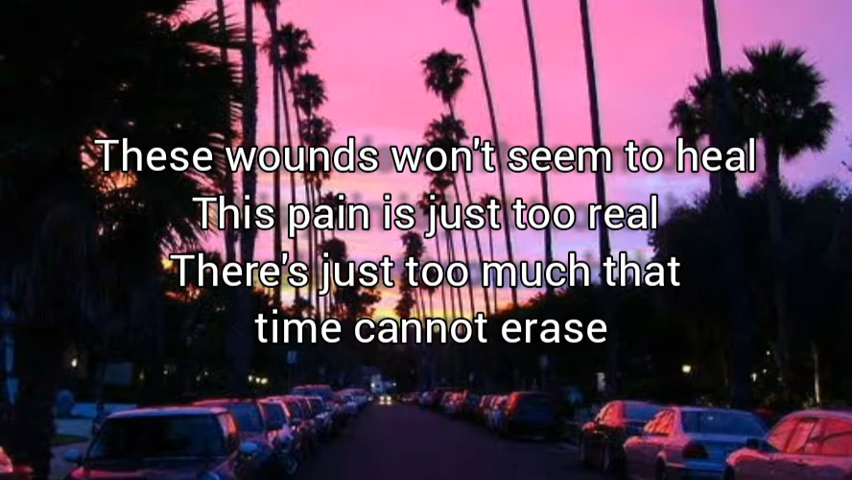 These wounds won't seem to heal
This pain is just too real
There's just too much that
time cannot erase